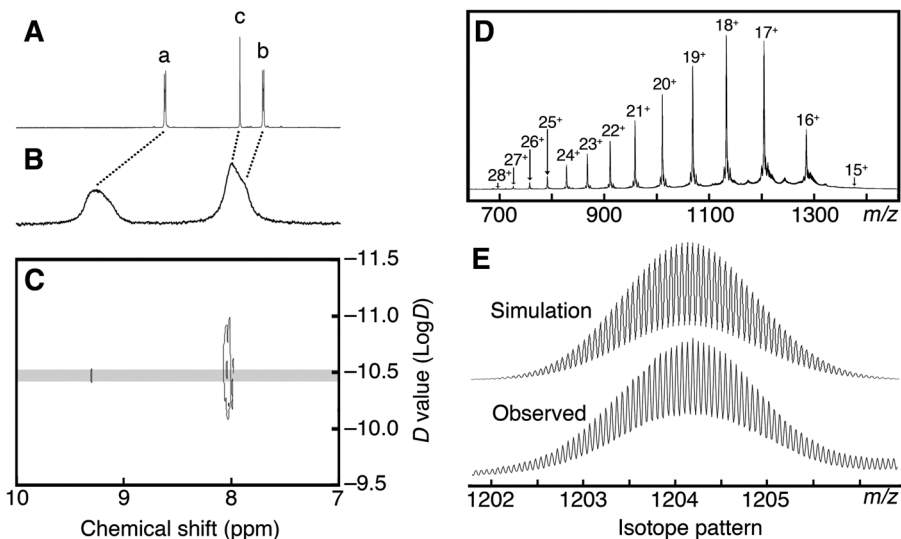 A
a
c
b
B
C
−11.5
−11.0
−10.5
−10.0
−9.5
D value (LogD)
10
9
8
7
Chemical shift (ppm)
D
28+
27+
26+
25+
24+
23+
22+
21+
20+
19+
18+
17+
16+
15+
700
900
1100
1300
m/z
E
Simulation
Observed
1202
1203
1204
1205
m/z
Isotope pattern